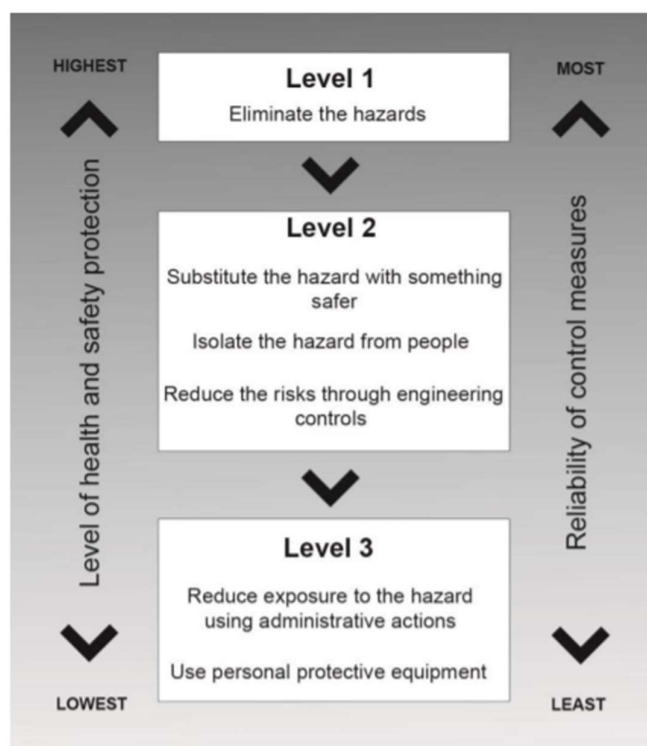 HIGHEST
MOST
Level 1
Eliminate the hazards
Level 2
Substitute the hazard with something
safer
Isolate the hazard from people
Reduce the risks through engineering
controls
Level 3
Reduce exposure to the hazard
using administrative actions
Use personal protective equipment
Level of health and safety protection
Reliability of control measures
LOWEST
LEAST